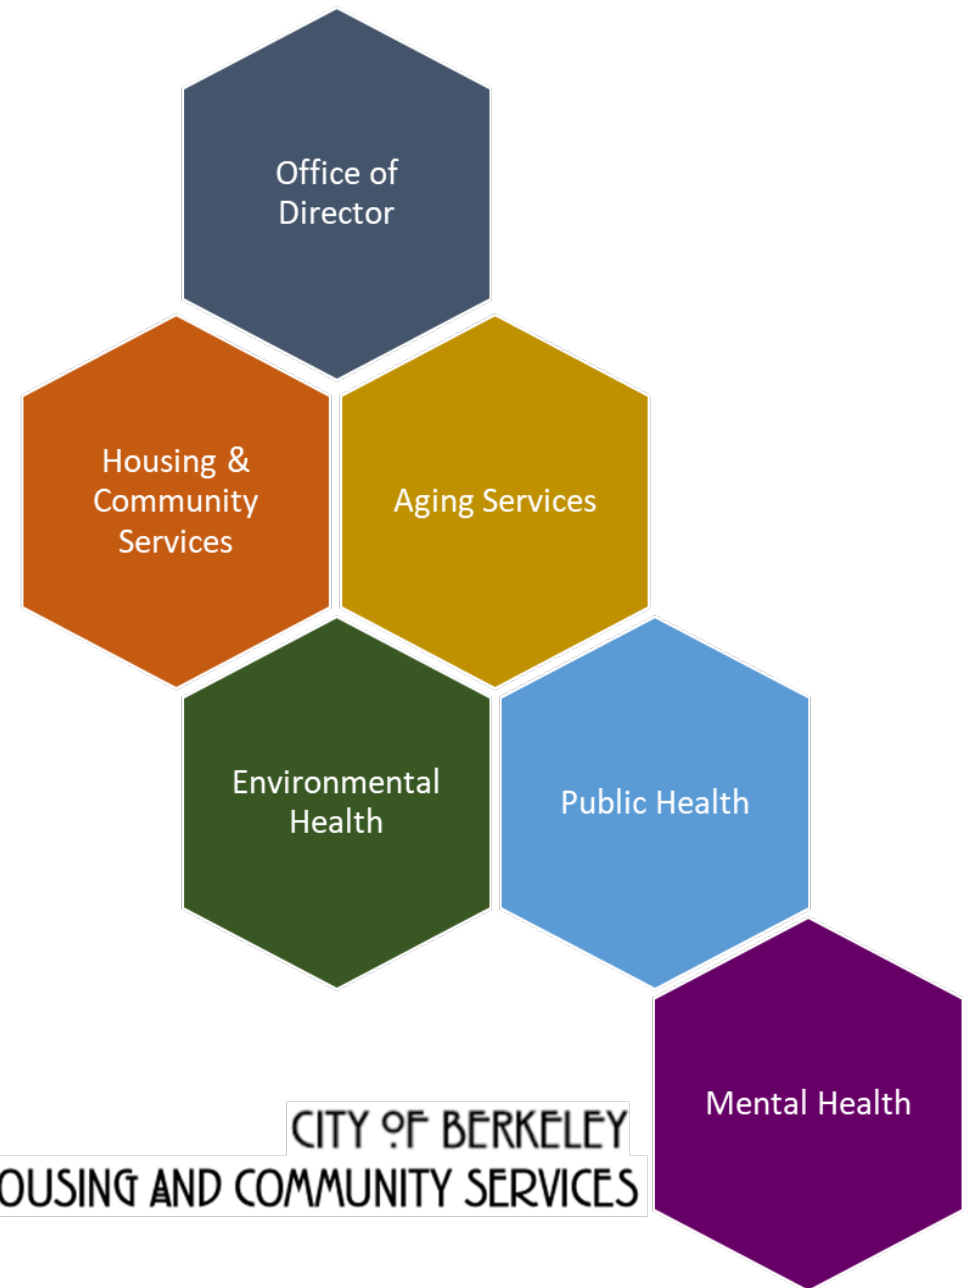 Office of
Director
Housing &
Community
Services
Aging Services
Environmental
Health
Public Health
Mental Health
CITY OF BERKELEY
AND COMMUNITY SERVICES